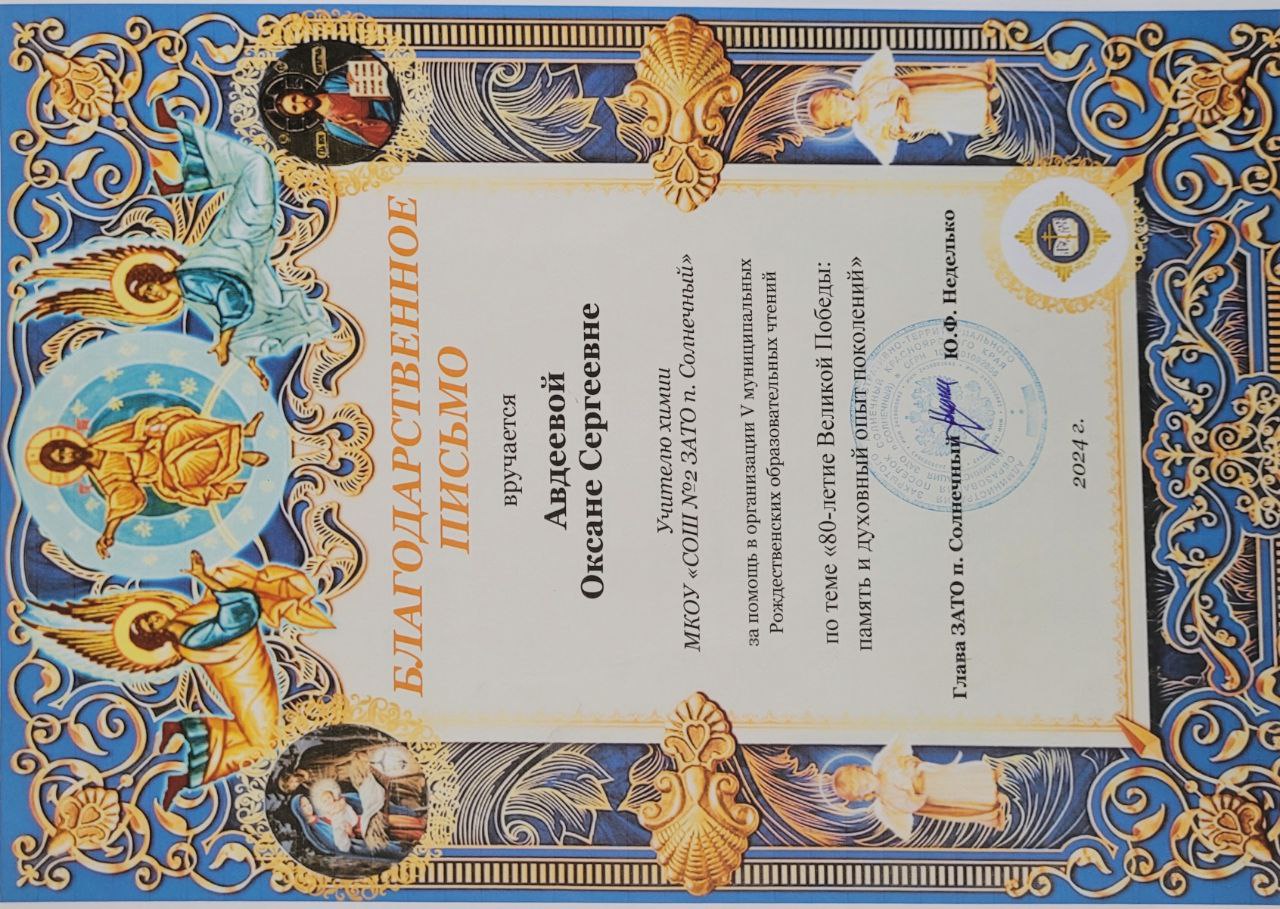 БЛАГОДАРСТВЕННОЕ
ПИСЬМО
вручается
Авдеевой
Оксане Сергеевне
Учителю химии
МКОУ «СОШ №2 ЗАТО п. Солнечный»
за помощь в организации V муниципальных
Рождественских образовательных чтений
по теме «80-летие Великой Победы:
память и духовный опыт поколений»
Глава ЗАТО п. Солнечный Ю.Ф. Неделько
2024 г.